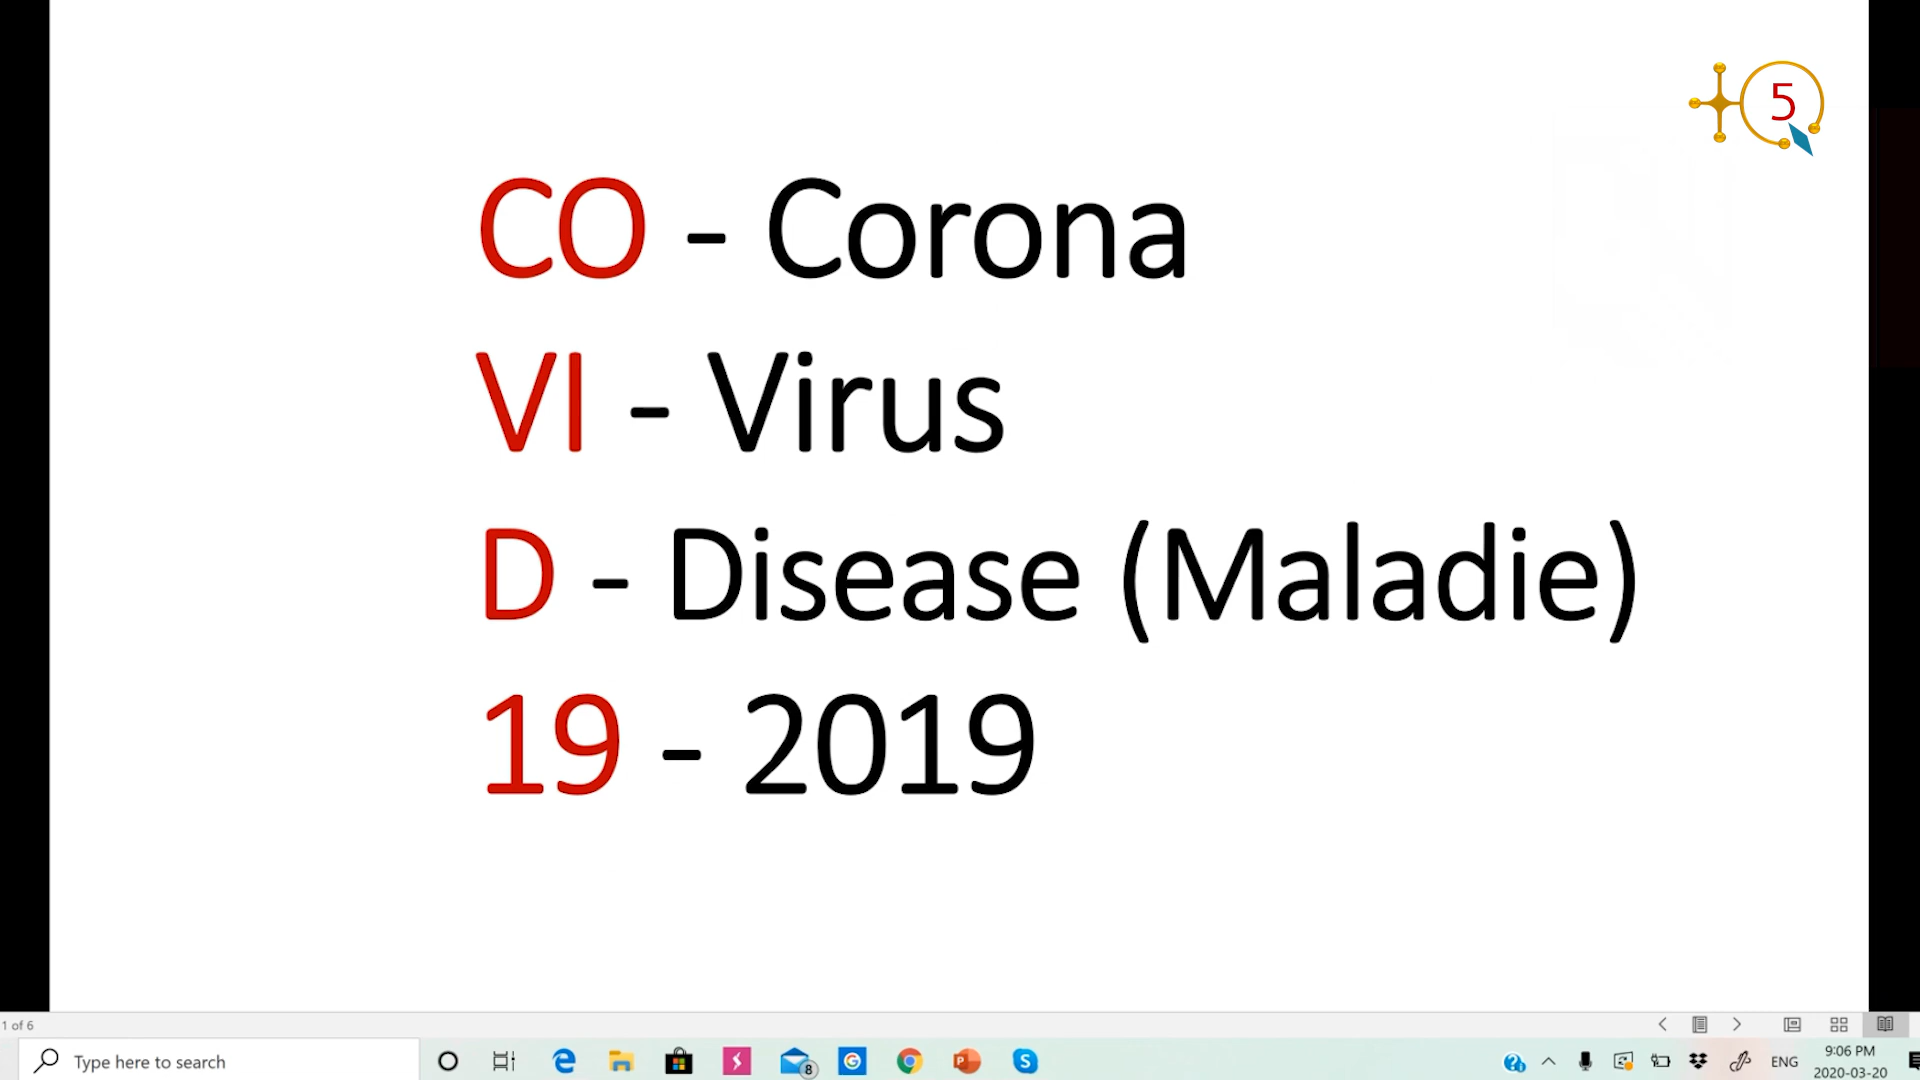 5
CO - Corona
VI - Virus
D - Disease (Maladie)
19 - 2019
1 of 6
Type here to search
8
ENG
9:06 PM
2020-03-20